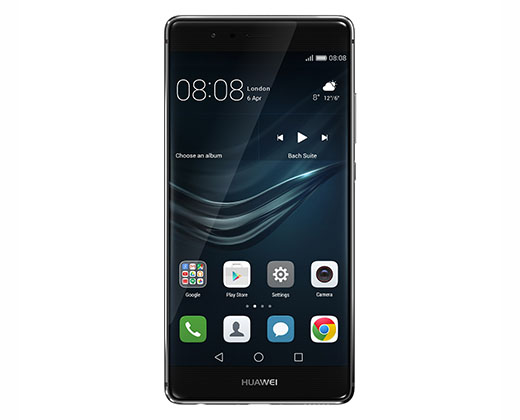 08:08
08:08
London
6 Apr
8° 12°/6°
Choose an album
Bach Suite
Google
Play Store
Settings
Camera
HUAWEI